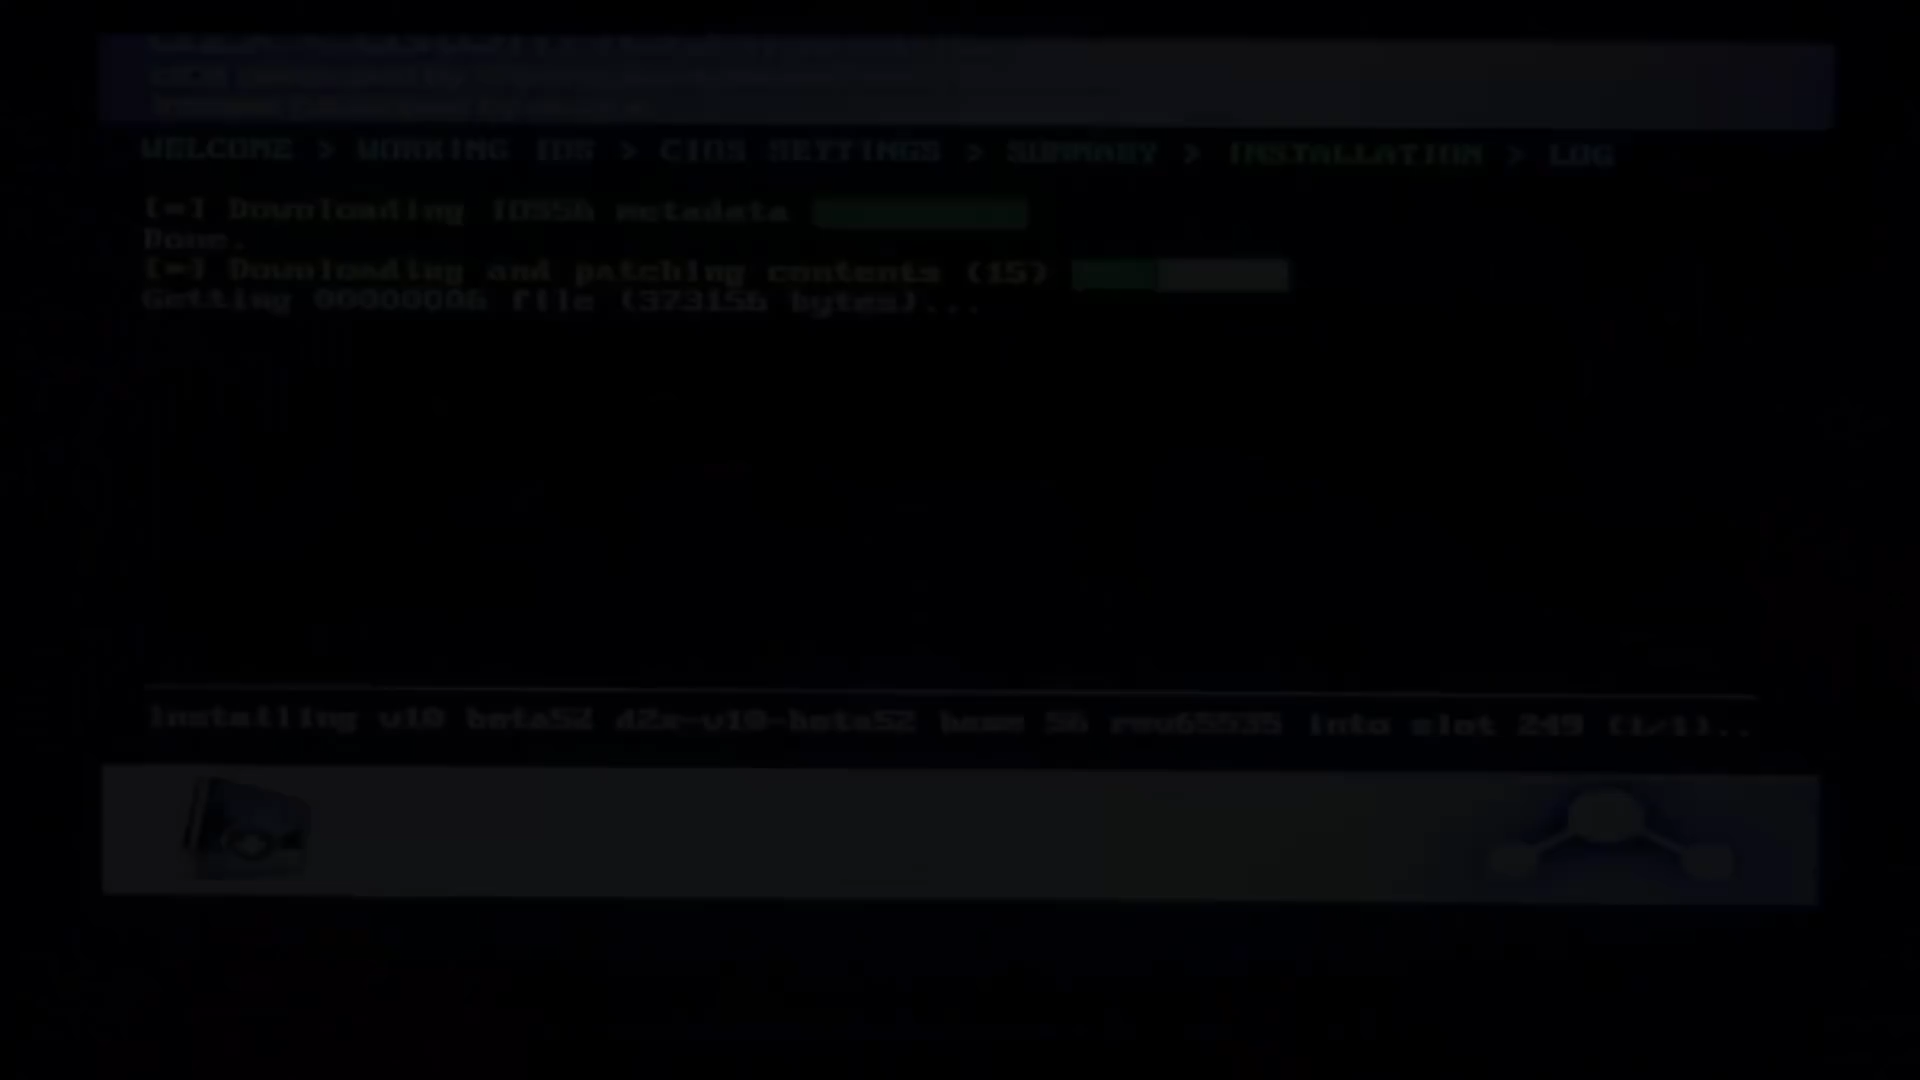 WELCOME > WORKING IOS > CIOS SETTINGS > SUMMARY > INSTALLATION > LOG
[=] Downloading IOS56 metadata
Done.
[=] Downloading and patching contents (15)
Getting 00000006 file (373156 bytes)...
Installing v10 beta52 d2x-v10-beta52 base 56 rev65535 into slot 249 (1/1)..